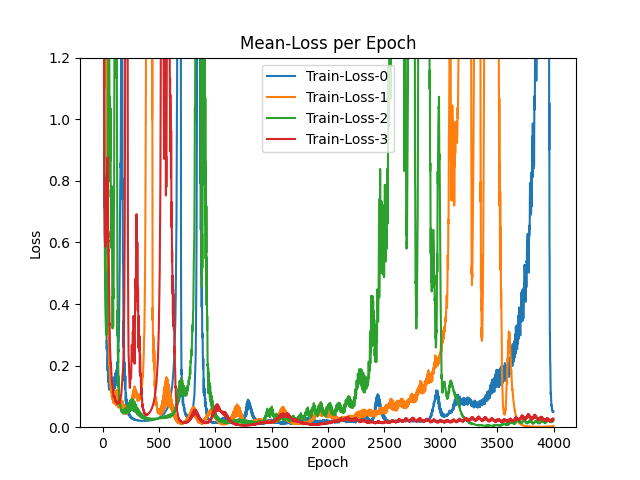 Mean-Loss per Epoch
1.2
1.0
0.8
0.6
0.4
0.2
0.0
Loss
Train-Loss-0
Train-Loss-1
Train-Loss-2
Train-Loss-3
0 500 1000 1500 2000 2500 3000 3500 4000
Epoch